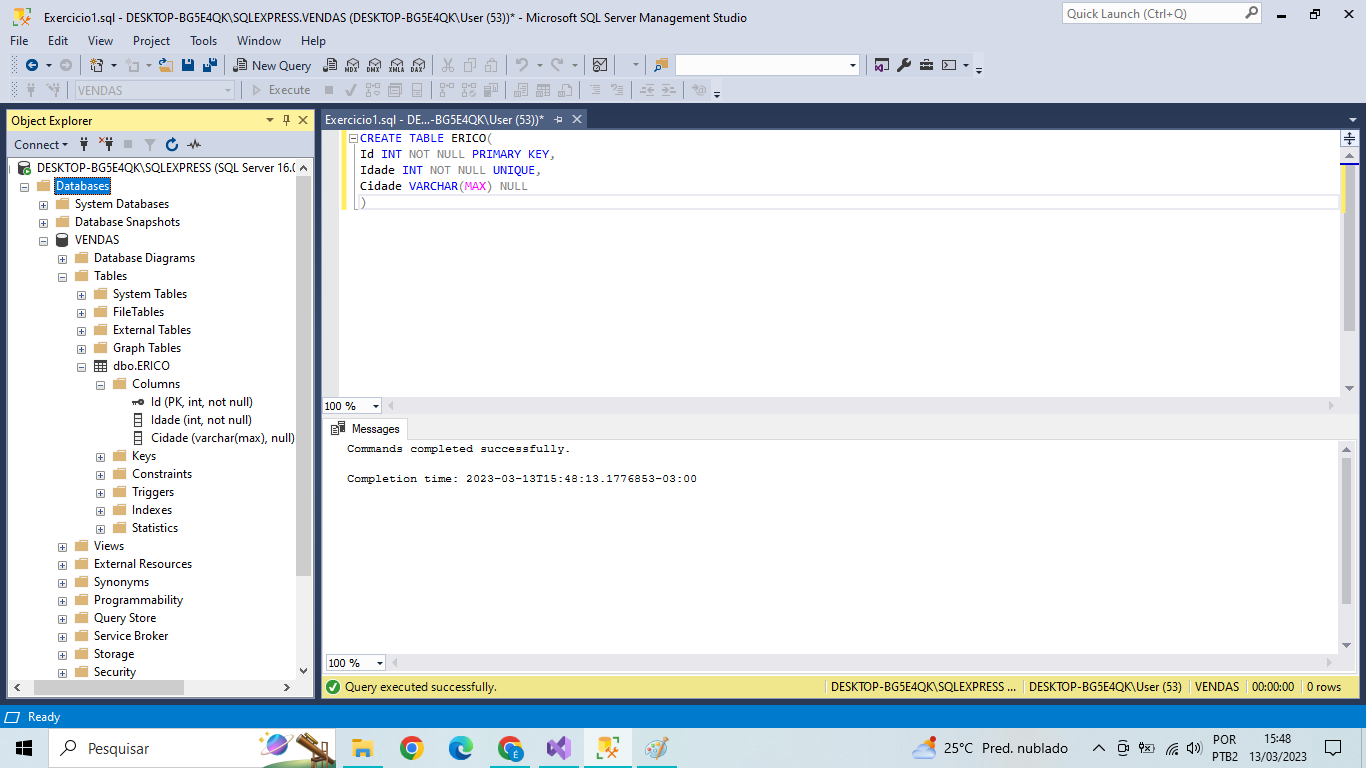 Exercicio1.sql - DESKTOP-BG5E4QK\SQLEXPRESS.VENDAS (DESKTOP-BG5E4QK\User (53))* - Microsoft SQL Server Management Studio
Quick Launch (Ctrl+Q)
File Edit View Project Tools Window Help
New Query
MDX DMX XMLA DAX
VENDAS
Execute
Object Explorer
Connect
DESKTOP-BG5E4QK\SQLEXPRESS (SQL Server 16.0
Databases
System Databases
Database Snapshots
VENDAS
Database Diagrams
Tables
System Tables
FileTables
External Tables
Graph Tables
dbo.ERICO
Columns
Id (PK, int, not null)
Idade (int, not null)
Cidade (varchar(max), null)
Keys
Constraints
Triggers
Indexes
Statistics
Views
External Resources
Synonyms
Programmability
Query Store
Service Broker
Storage
Security
Exercicio1.sql - DE...-BG5E4QK\User (53))*
CREATE TABLE ERICO(
Id INT NOT NULL PRIMARY KEY,
Idade INT NOT NULL UNIQUE,
Cidade VARCHAR(MAX) NULL
)
100 %
Messages
Commands completed successfully.
Completion time: 2023-03-13T15:48:13.1776853-03:00
100 %
Query executed successfully.
DESKTOP-BG5E4QK\SQLEXPRESS ... DESKTOP-BG5E4QK\User (53) VENDAS 00:00:00 0 rows
Ready
Pesquisar
É
25°C Pred. nublado
POR
PTB2
15:48
13/03/2023